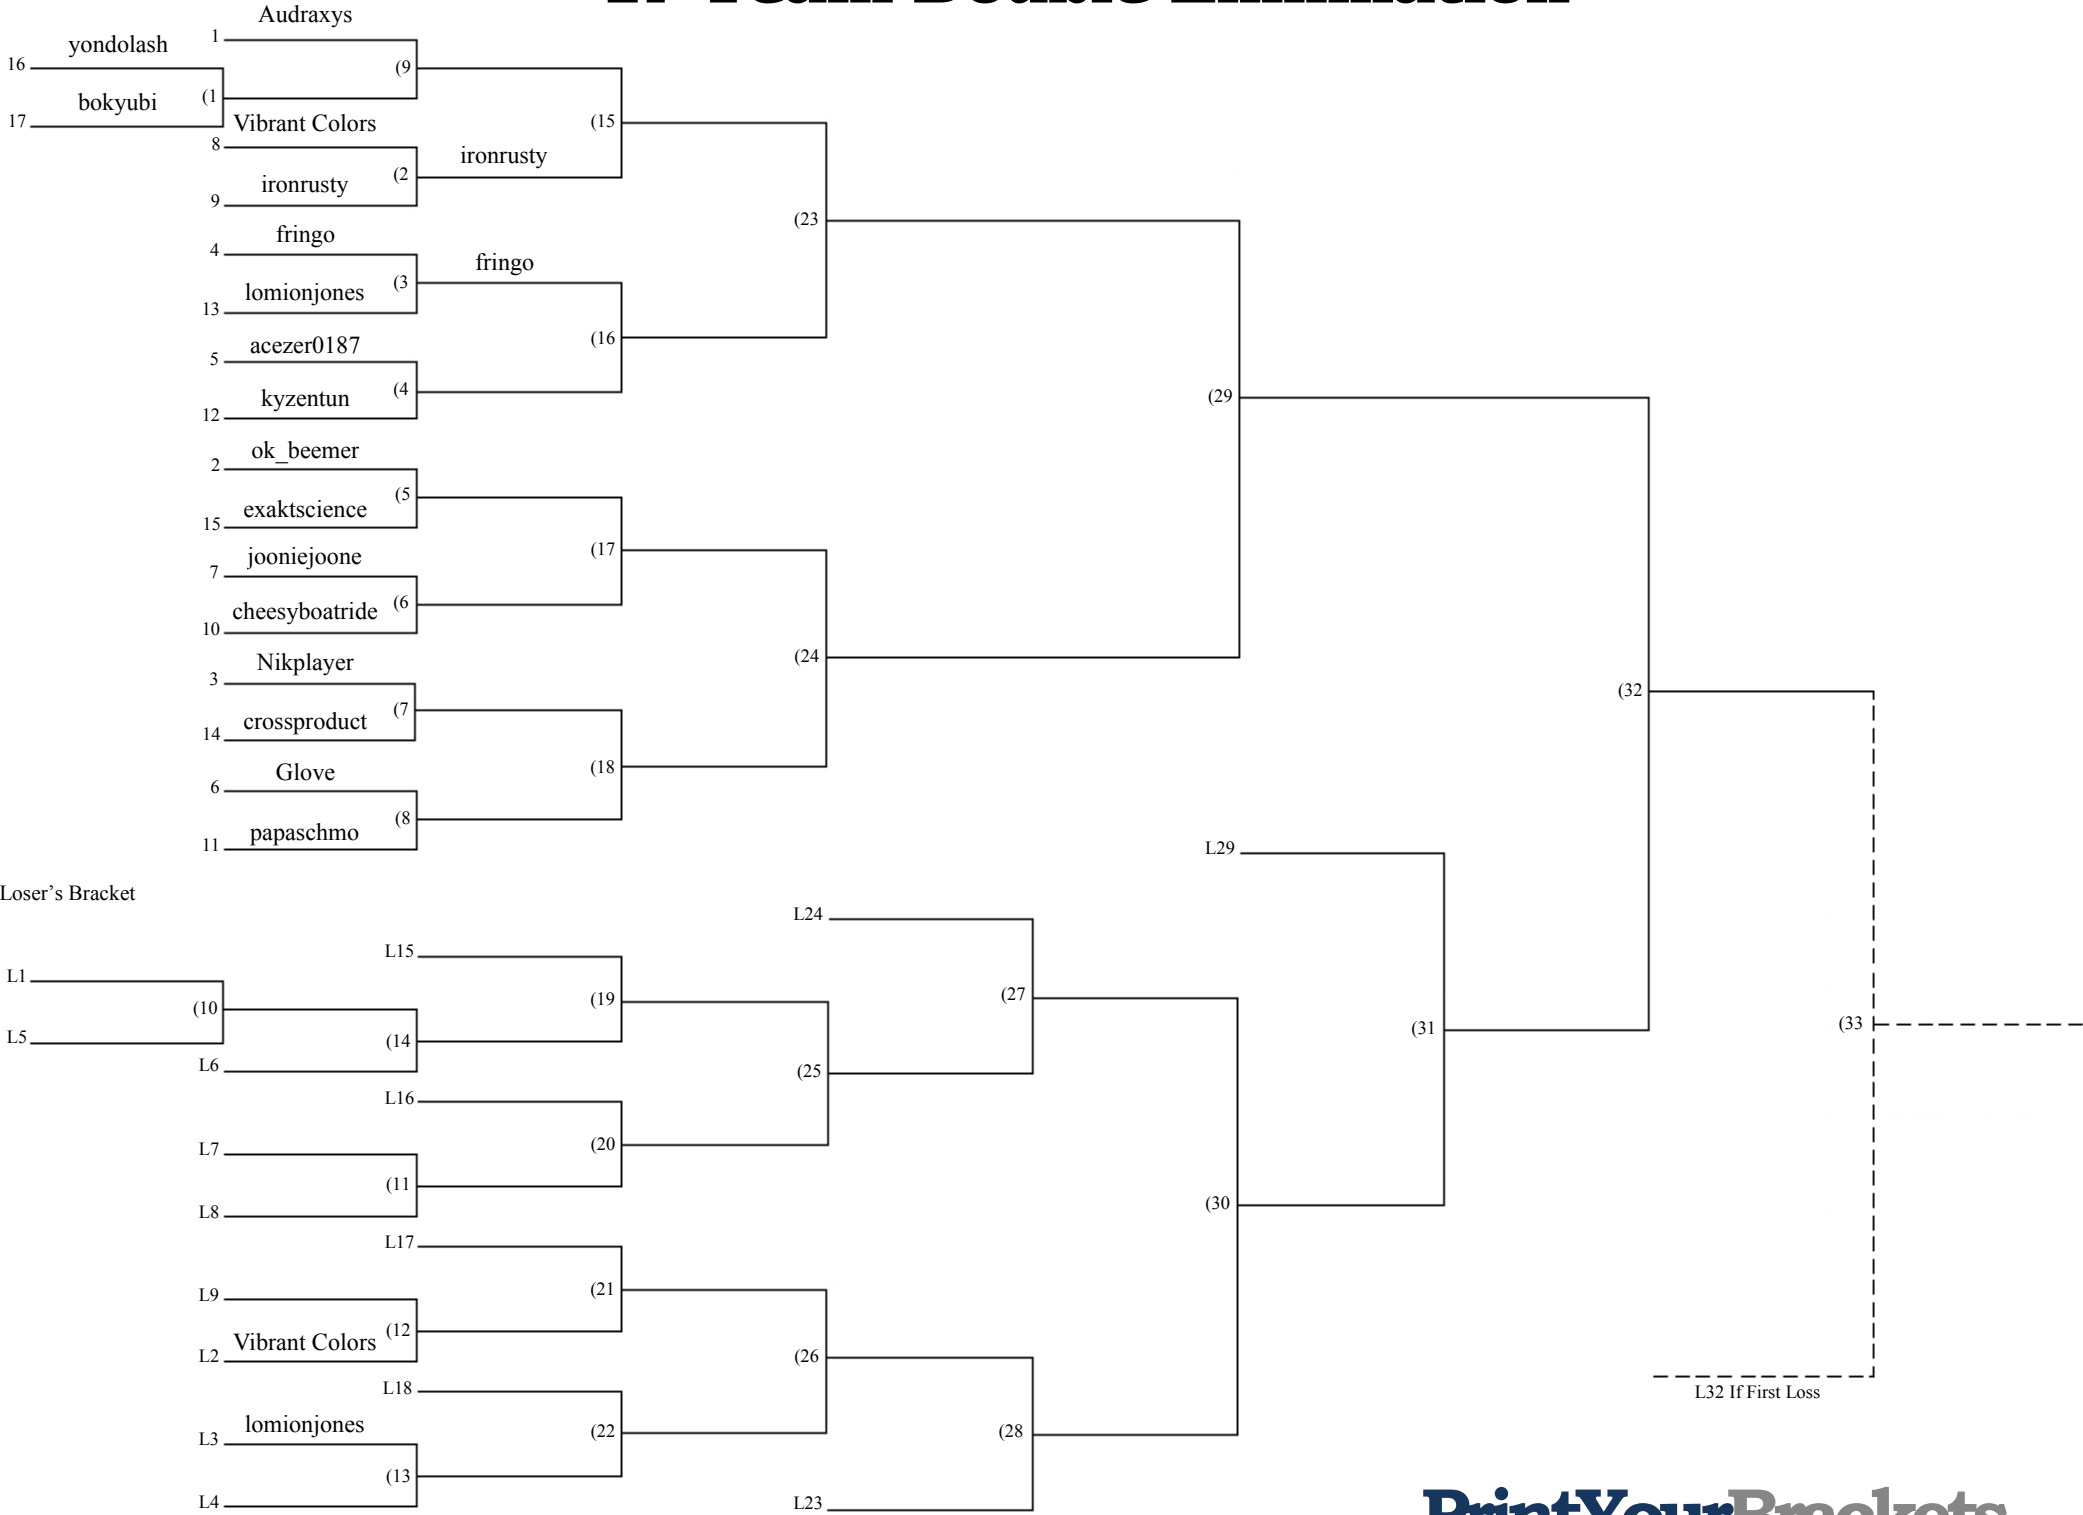 17 Team Double Elimination
Audraxys
1
yondolash
16
(9
bokyubi
(1
17
Vibrant Colors
(15
8
ironrusty
(2
ironrusty
9
(23
fringo
4
fringo
(3
lomionjones
13
(16
acezer0187
5
(4
kyzentun
12
(29
ok_beemer
2
(5
exaktscience
15
(17
jooniejoone
7
(6
cheesyboatride
10
(24
Nikplayer
3
(32
(7
crossproduct
14
(18
Glove
6
(8
papaschmo
11
L29
Loser’s Bracket
L24
L15
L1
(10
(19
(27
L5
(14
(31
(33
L6
(25
L16
L7
(20
(11
L8
(30
L17
L9
(21
(12
Vibrant Colors
L2
(26
L18
L32 If First Loss
lomionjones
L3
(22
(28
(13
L4
L23
PrintYourBrackets